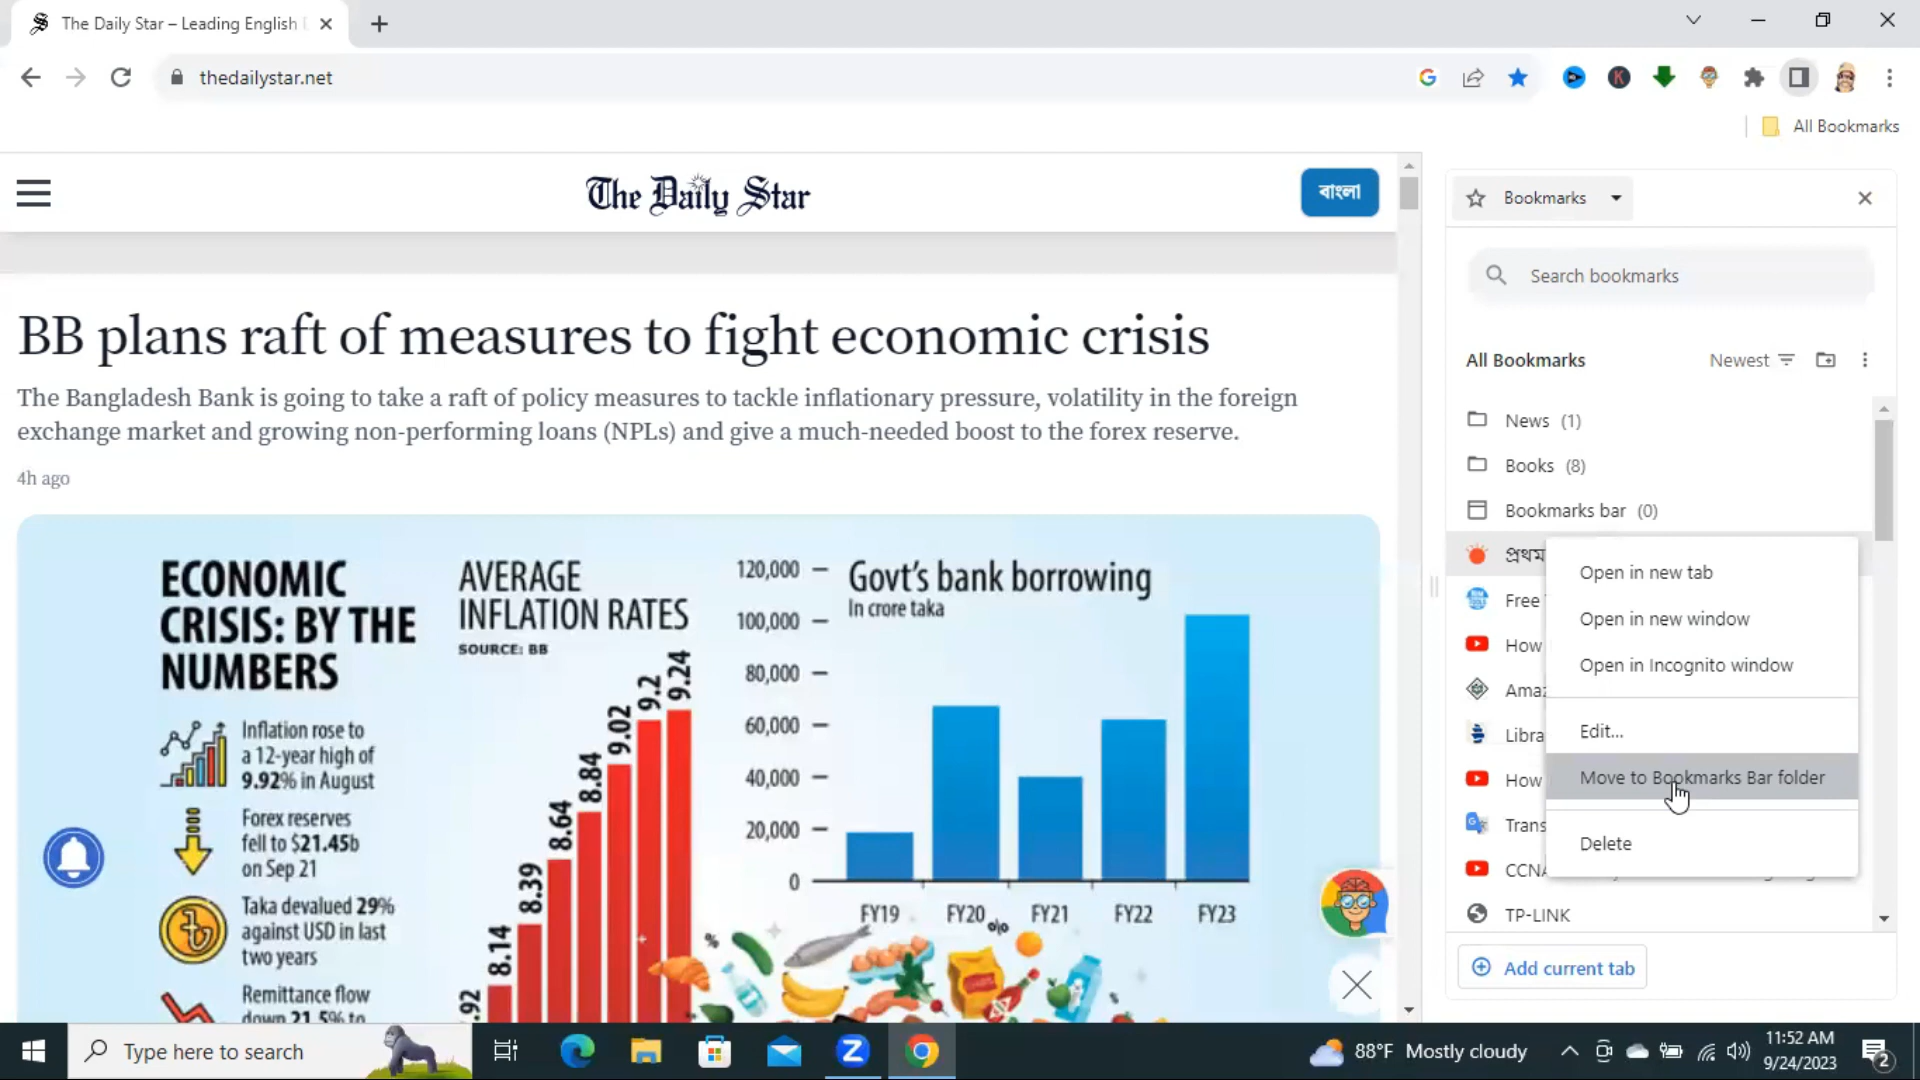 The Daily Star – Leading English
thedailystar.net
All Bookmarks
The Daily Star
বাংলা
BB plans raft of measures to fight economic crisis
The Bangladesh Bank is going to take a raft of policy measures to tackle inflationary pressure, volatility in the foreign
exchange market and growing non-performing loans (NPLs) and give a much-needed boost to the forex reserve.
4h ago
ECONOMIC
CRISIS: BY THE
NUMBERS
Inflation rose to
a 12-year high of
9.92% in August
Forex reserves
fell to $21.45b
on Sep 21
Taka devalued 29%
against USD in last
two years
Remittance flow
down 21.5% to
AVERAGE
INFLATION RATES
SOURCE: BB
.92
8.14
8.39
8.64
8.84
9.02
9.2
9.24
Govt's bank borrowing
In crore taka
120,000
100,000
80,000
60,000
40,000
20,000
0
FY19 FY20 FY21 FY22 FY23
% %
Bookmarks
Search bookmarks
All Bookmarks Newest
News (1)
Books (8)
Bookmarks bar (0)
প্রথম
Free
How
Amaz
Libra
How
Trans
CCNA
TP-LINK
Open in new tab
Open in new window
Open in Incognito window
Edit...
Move to Bookmarks Bar folder
Delete
Add current tab
Type here to search
88°F Mostly cloudy
11:52 AM
9/24/2023
2